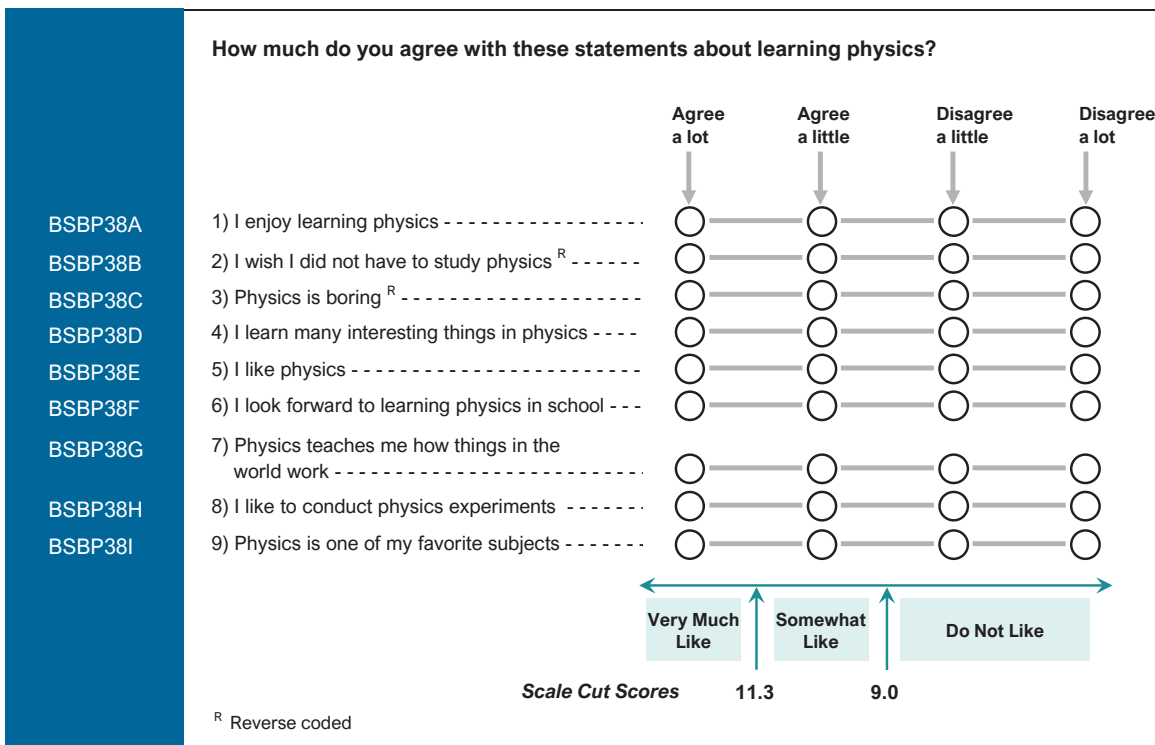 How much do you agree with these statements about learning physics?
Agree a lot
Agree a little
Disagree a little
Disagree a lot
BSBP38A 1) I enjoy learning physics - - - - - - - - - - - - - - - - -
BSBP38B 2) I wish I did not have to study physics R - - - - - -
BSBP38C 3) Physics is boring R - - - - - - - - - - - - - - - - - - - - -
BSBP38D 4) I learn many interesting things in physics - - - -
BSBP38E 5) I like physics - - - - - - - - - - - - - - - - - - - - - - - - -
BSBP38F 6) I look forward to learning physics in school - - -
BSBP38G 7) Physics teaches me how things in the
world work - - - - - - - - - - - - - - - - - - - - - - - - - -
BSBP38H 8) I like to conduct physics experiments - - - - - - -
BSBP38I 9) Physics is one of my favorite subjects - - - - - - -
Very Much Like
Somewhat Like
Do Not Like
Scale Cut Scores 11.3 9.0
R Reverse coded